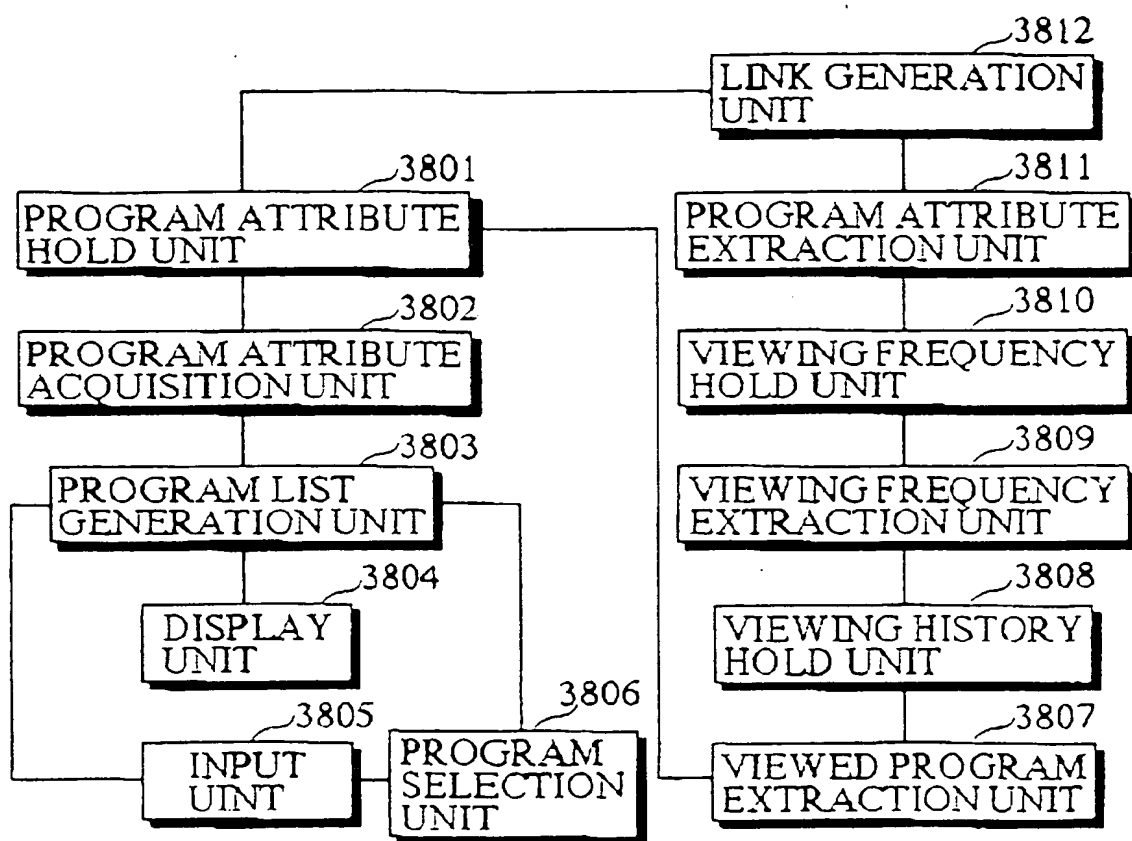 3812
LINK GENERATION
UNIT
3801
PROGRAM ATTRIBUTE
HOLD UNIT
3811
PROGRAM ATTRIBUTE
EXTRACTION UNIT
3802
PROGRAM ATTRIBUTE
ACQUISITION UNIT
3810
VIEWING FREQUENCY
HOLD UNIT
3803
PROGRAM LIST
GENERATION UNIT
3809
VIEWING FREQUENCY
EXTRACTION UNIT
3804
DISPLAY
UNIT
3808
VIEWING HISTORY
HOLD UNIT
3805
INPUT
UINT
3806
PROGRAM
SELECTION
UNIT
3807
VIEWED PROGRAM
EXTRACTION UNIT